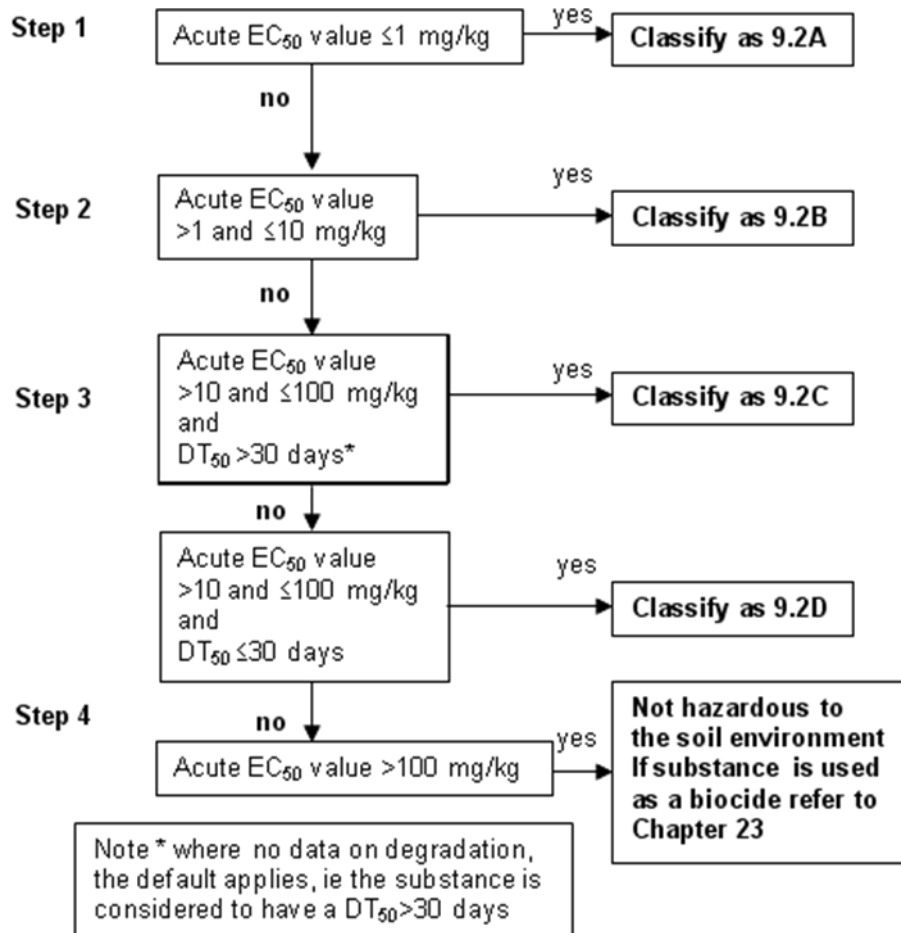 Step 1
Acute EC₅₀ value ≤1 mg/kg
yes
Classify as 9.2A
no
Step 2
Acute EC₅₀ value
>1 and ≤10 mg/kg
yes
Classify as 9.2B
no
Step 3
Acute EC₅₀ value
>10 and ≤100 mg/kg
and
DT₅₀ >30 days*
yes
Classify as 9.2C
no
Acute EC₅₀ value
>10 and ≤100 mg/kg
and
DT₅₀ ≤30 days
yes
Classify as 9.2D
Step 4
no
Acute EC₅₀ value >100 mg/kg
yes
Not hazardous to
the soil environment
If substance is used
as a biocide refer to
Chapter 23
Note * where no data on degradation,
the default applies, ie the substance is
considered to have a DT₅₀>30 days